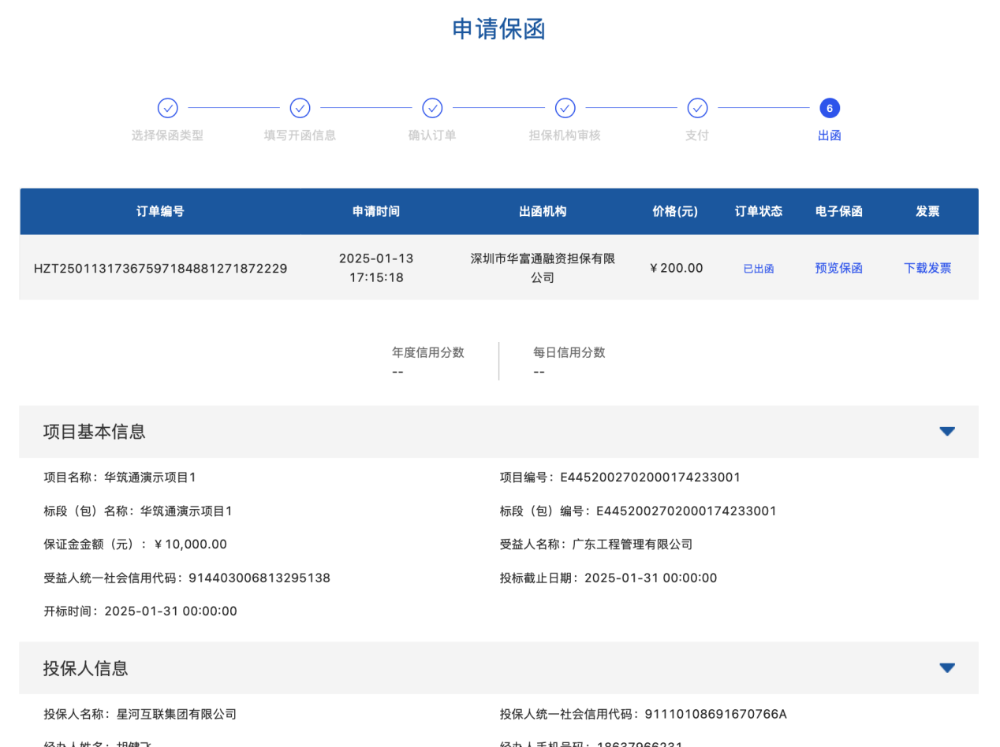 申请保函
选择保函类型 填写开函信息 确认订单 担保机构审核 支付 6 出函
订单编号 申请时间 出函机构 价格(元) 订单状态 电子保函 发票
HZT25011317367597184881271872229 2025-01-13 17:15:18 深圳市华富通融资担保有限公司 ¥200.00 已出函 预览保函 下载发票
年度信用分数 每日信用分数
-- --
项目基本信息
项目名称：华筑通演示项目1 项目编号：E4452002702000174233001
标段（包）名称：华筑通演示项目1 标段（包）编号：E4452002702000174233001
保证金金额（元）：¥10,000.00 受益人名称：广东工程管理有限公司
受益人统一社会信用代码：914403006813295138 投标截止日期：2025-01-31 00:00:00
开标时间：2025-01-31 00:00:00
投保人信息
投保人名称：星河互联集团有限公司 投保人统一社会信用代码：91110108691670766A
经办人姓名：胡健飞 经办人手机号码：18637966231